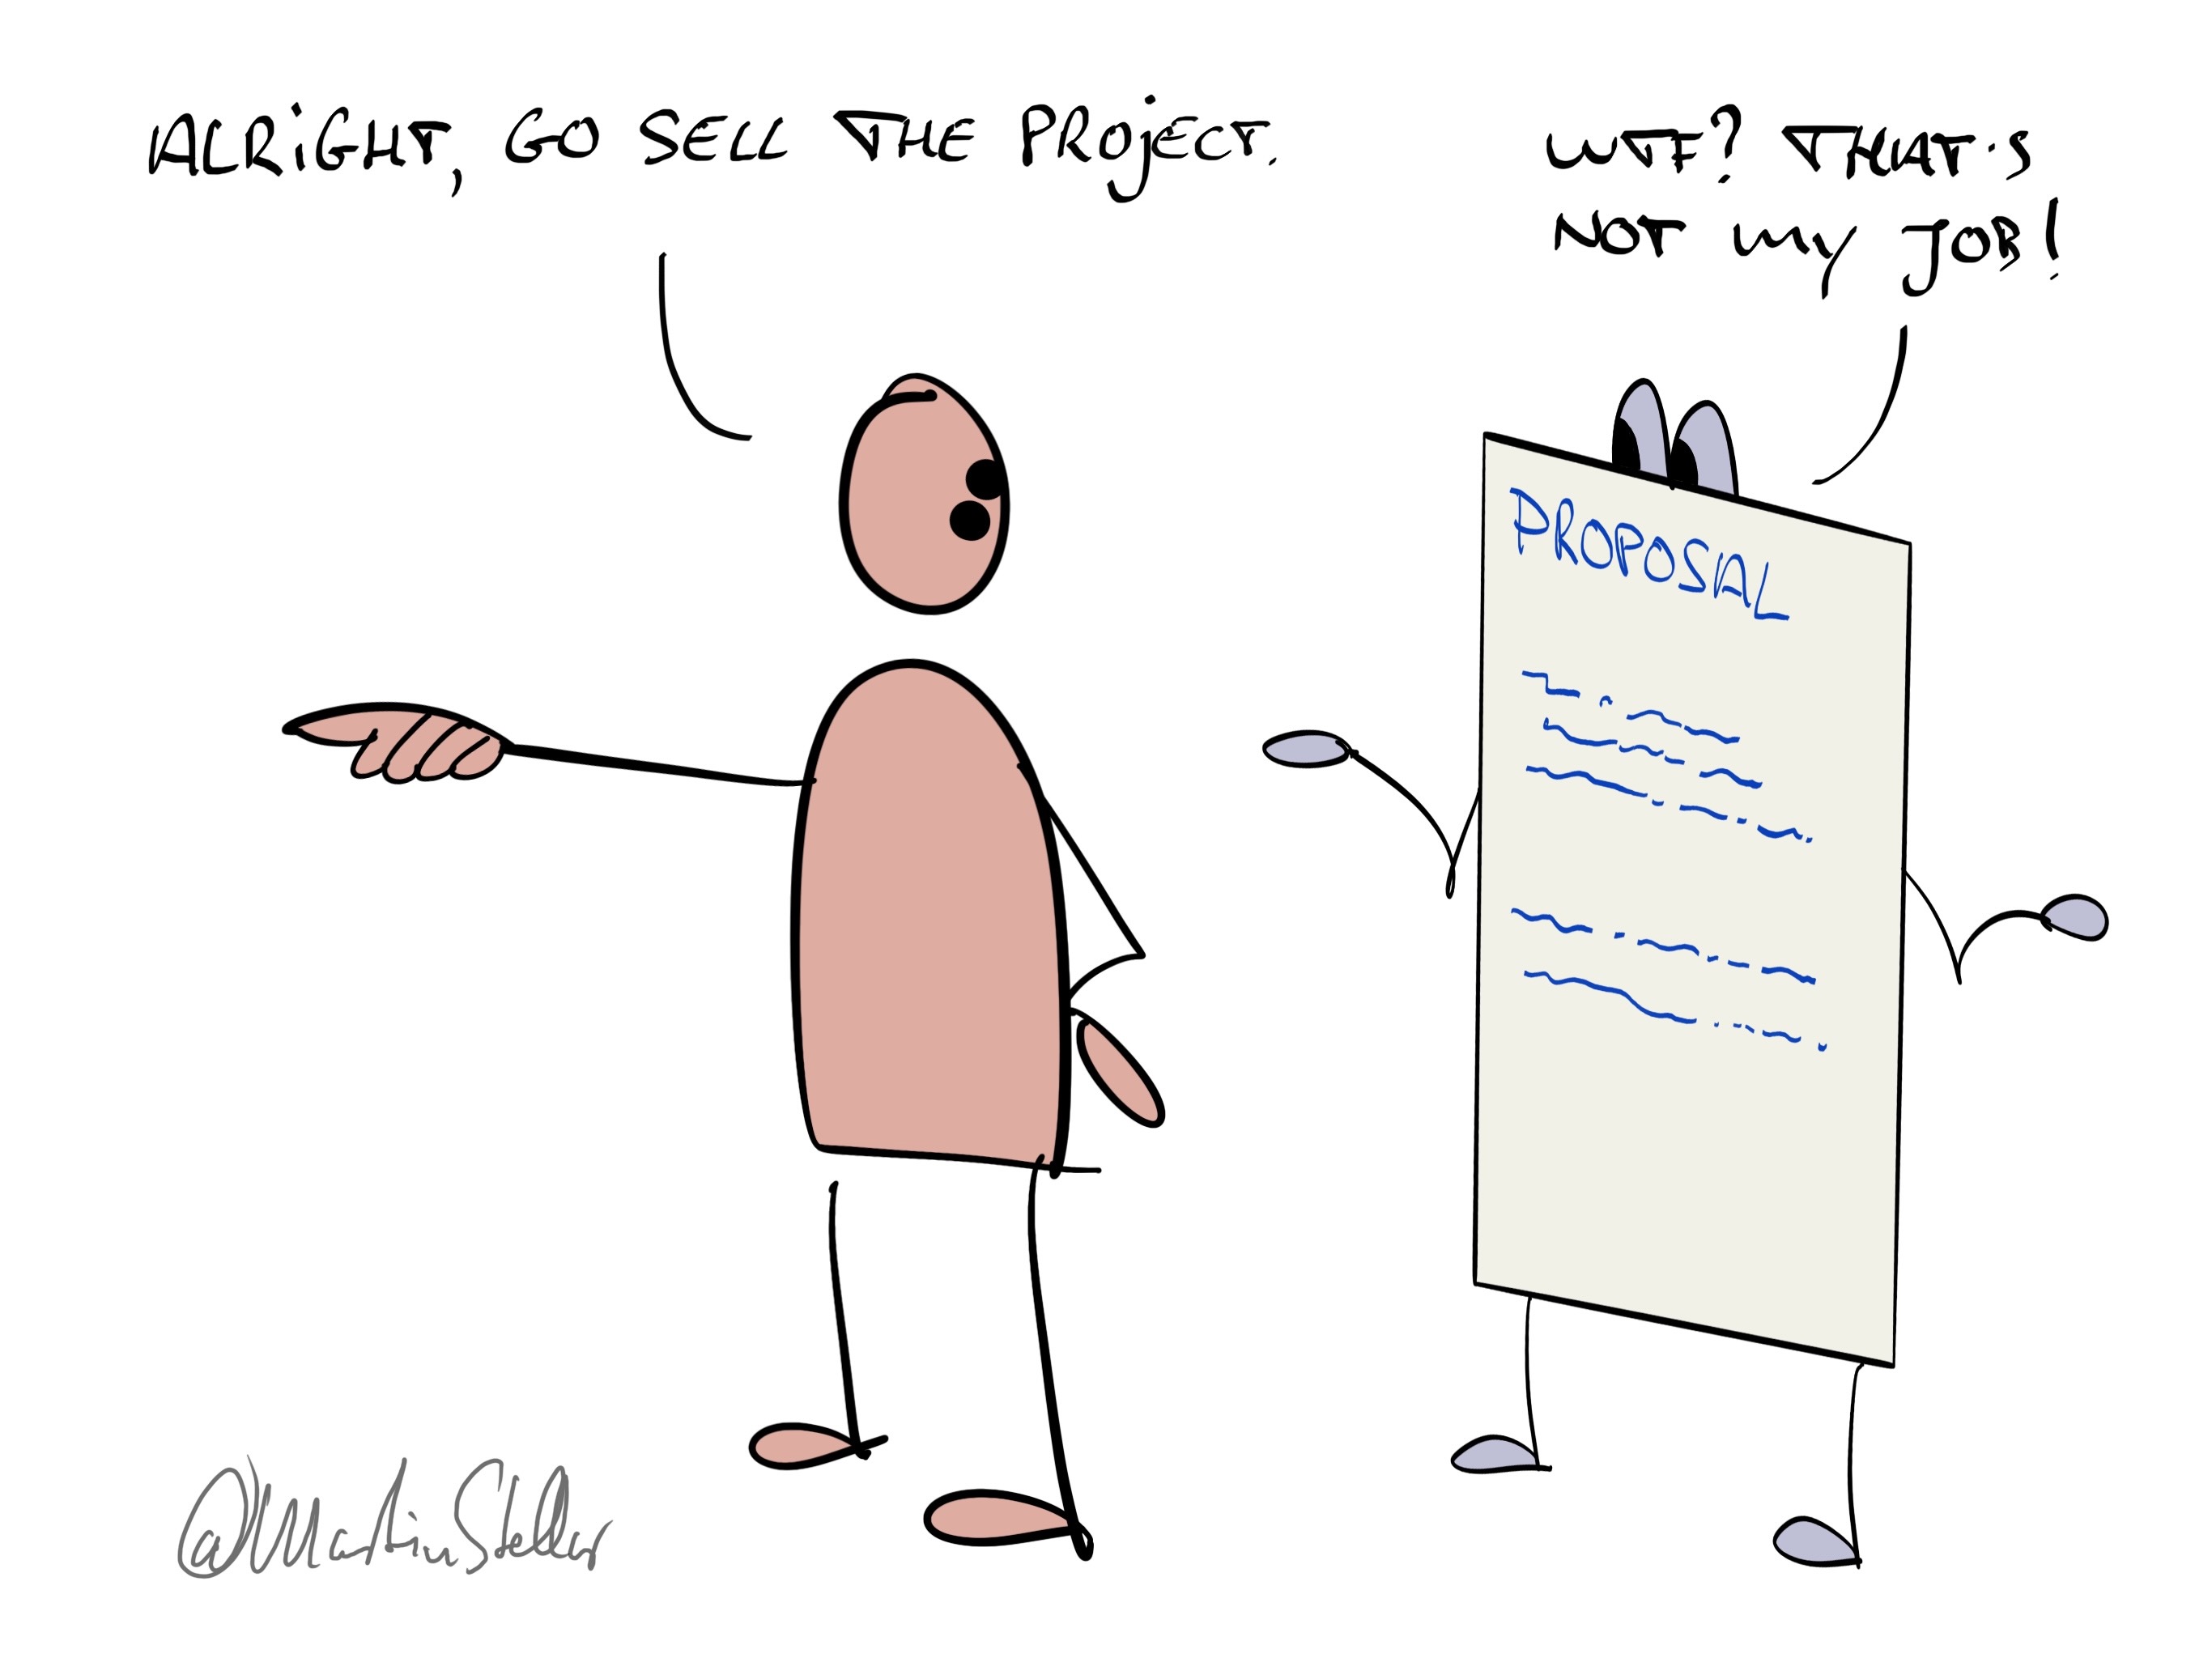 ALRIGHT, GO SELL THE PROJECT.
WTF? THAT'S
NOT MY JOB!
PROPOSAL
@MartinStellar